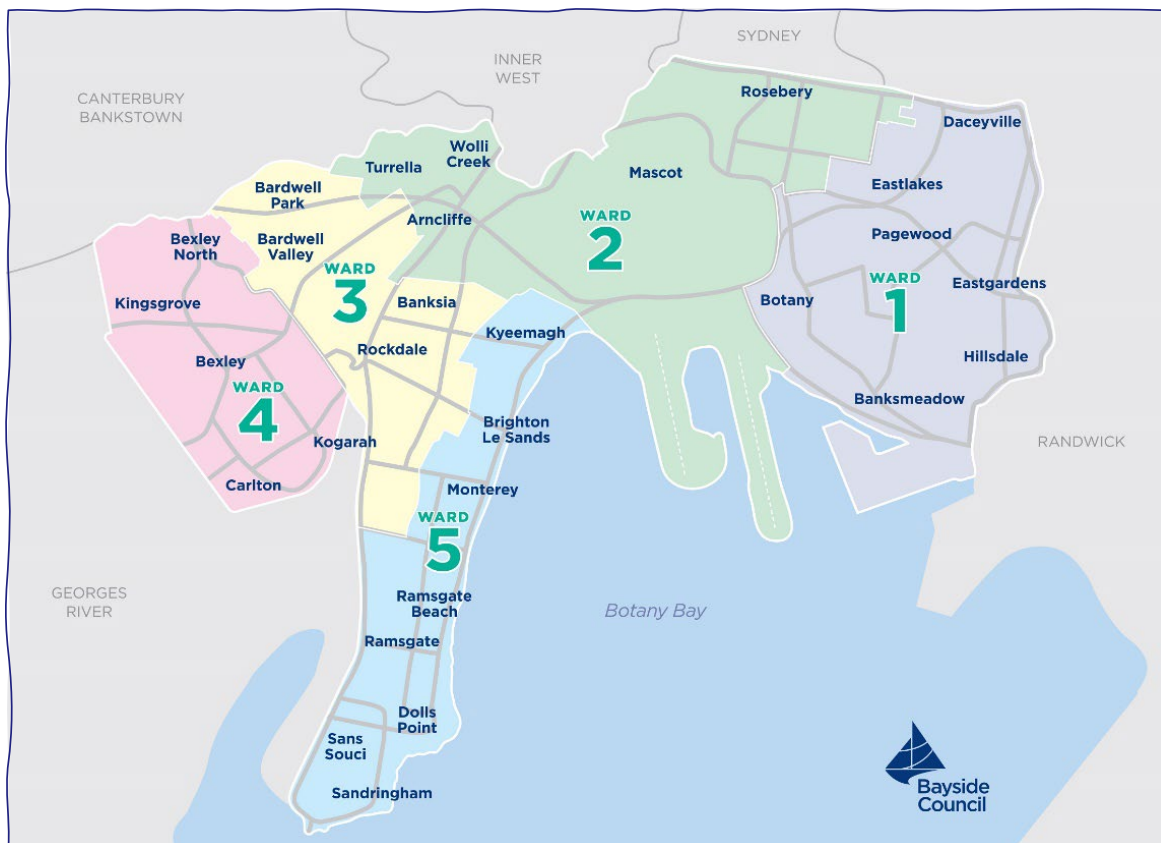 SYDNEY
INNER
WEST
CANTERBURY
BANKSTOWN
Rosebery
Daceyville
Wolli
Creek
Turrella
Mascot
Eastlakes
Bardwell
Park
Arncliffe
WARD
2
Pagewood
Bexley
North
Bardwell
Valley
WARD
3
Banksia
Botany
WARD
1
Eastgardens
Kingsgrove
Kyeemagh
Rockdale
Hillsdale
Bexley
WARD
4
Banksmeadow
Brighton
Le Sands
Kogarah
RANDWICK
Carlton
Monterey
WARD
5
GEORGES
RIVER
Ramsgate
Beach
Botany Bay
Ramsgate
Dolls
Point
Sans
Souci
Sandringham
Bayside
Council